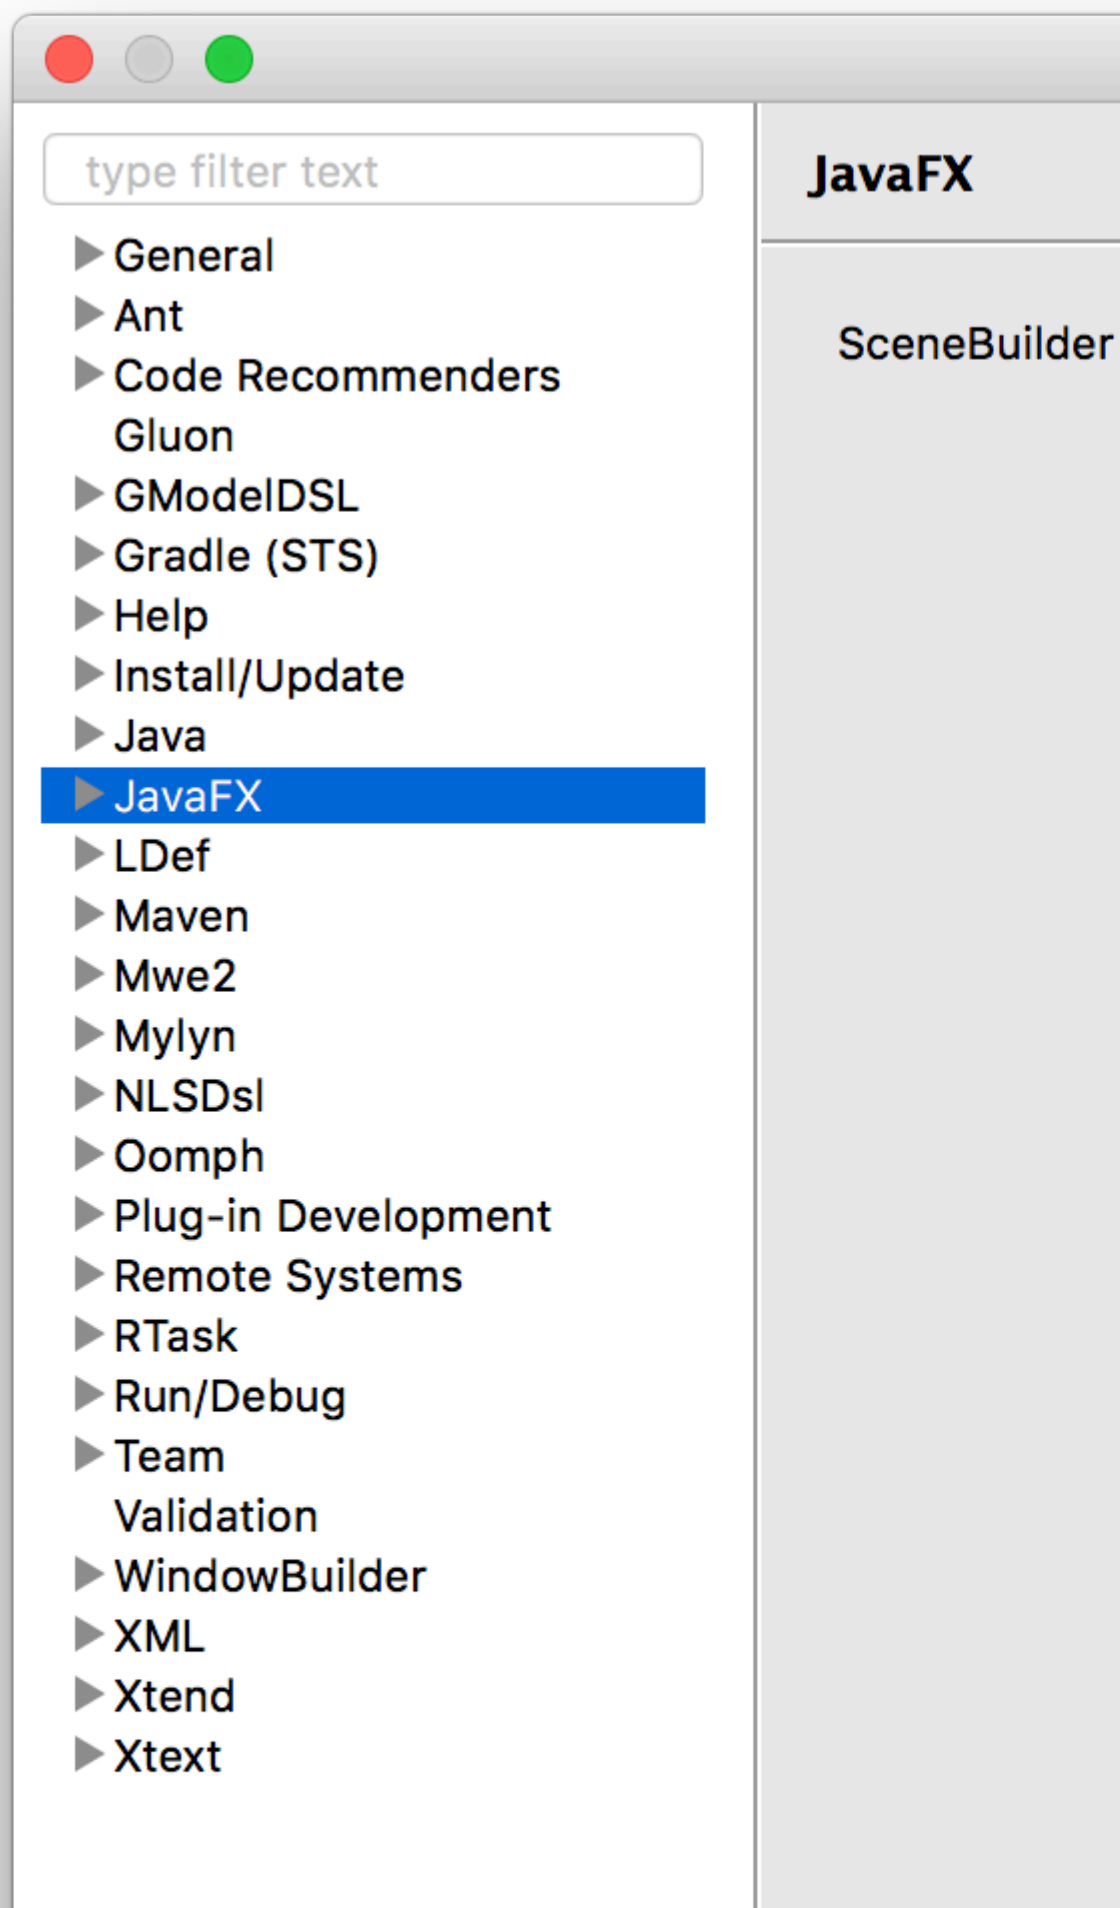 type filter text
General
Ant
Code Recommenders
Gluon
GModelDSL
Gradle (STS)
Help
Install/Update
Java
JavaFX
LDef
Maven
Mwe2
Mylyn
NLSDsl
Oomph
Plug-in Development
Remote Systems
RTask
Run/Debug
Team
Validation
WindowBuilder
XML
Xtend
Xtext
JavaFX
SceneBuilder